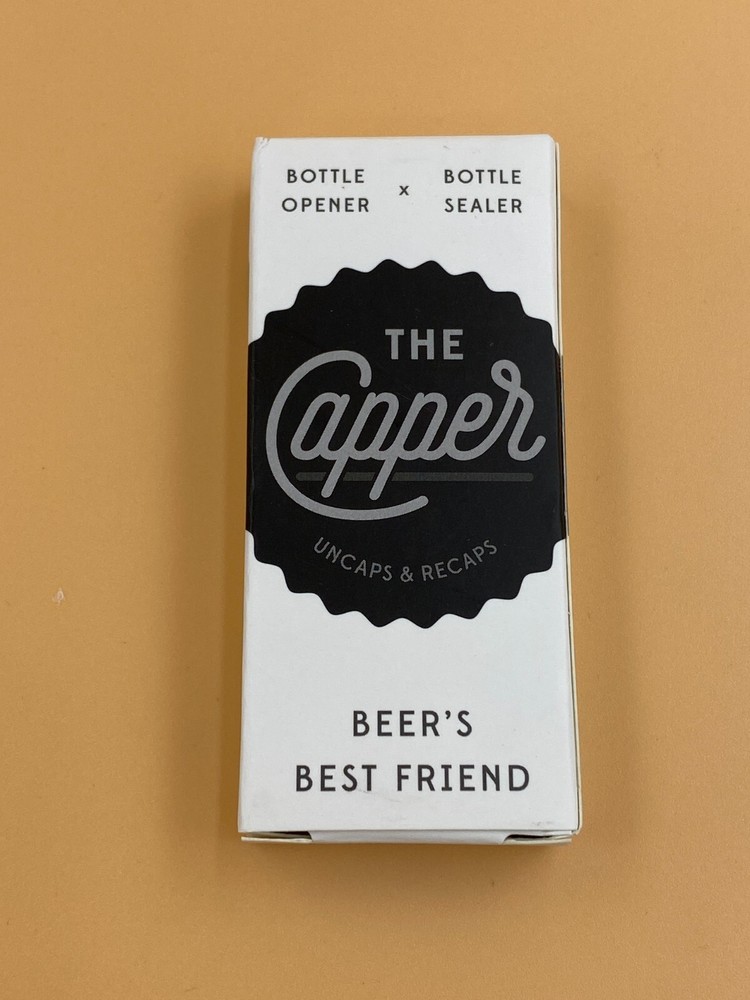 BOTTLE OPENER x BOTTLE SEALER
THE
Capper
UNCAPS & RECAPS
BEER'S
BEST FRIEND